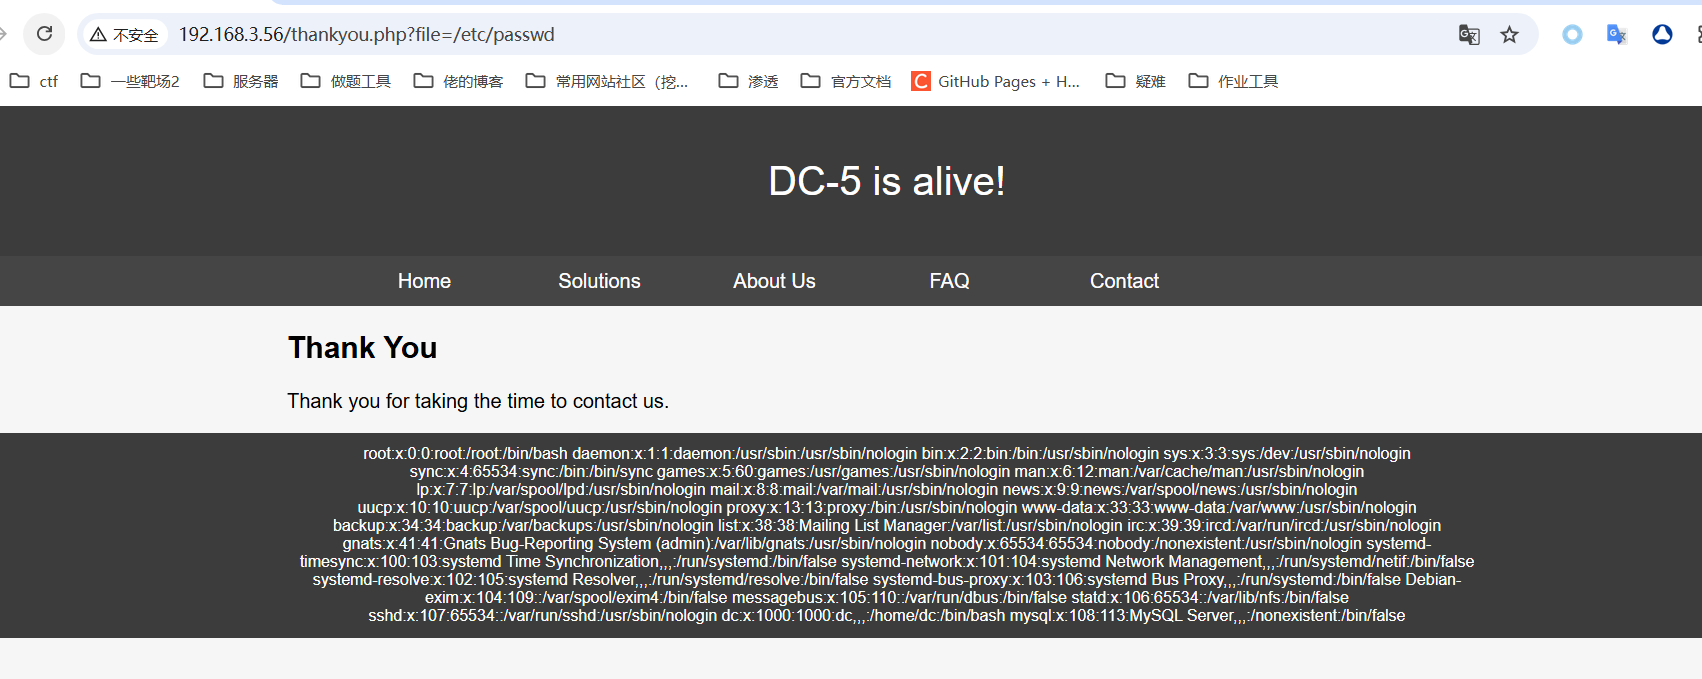 不安全 192.168.3.56/thankyou.php?file=/etc/passwd
ctf 一些靶场2 服务器 做题工具 佬的博客 常用网站社区（挖... 渗透 官方文档 GitHub Pages + H... 疑难 作业工具
DC-5 is alive!
Home Solutions About Us FAQ Contact
Thank You
Thank you for taking the time to contact us.
root:x:0:0:root:/root:/bin/bash daemon:x:1:1:daemon:/usr/sbin:/usr/sbin/nologin bin:x:2:2:bin:/bin:/usr/sbin/nologin sys:x:3:3:sys:/dev:/usr/sbin/nologin
sync:x:4:65534:sync:/bin:/bin/sync games:x:5:60:games:/usr/games:/usr/sbin/nologin man:x:6:12:man:/var/cache/man:/usr/sbin/nologin
lp:x:7:7:lp:/var/spool/lpd:/usr/sbin/nologin mail:x:8:8:mail:/var/mail:/usr/sbin/nologin news:x:9:9:news:/var/spool/news:/usr/sbin/nologin
uucp:x:10:10:uucp:/var/spool/uucp:/usr/sbin/nologin proxy:x:13:13:proxy:/bin:/usr/sbin/nologin www-data:x:33:33:www-data:/var/www:/usr/sbin/nologin
backup:x:34:34:backup:/var/backups:/usr/sbin/nologin list:x:38:38:Mailing List Manager:/var/list:/usr/sbin/nologin irc:x:39:39:ircd:/var/run/ircd:/usr/sbin/nologin
gnats:x:41:41:Gnats Bug-Reporting System (admin):/var/lib/gnats:/usr/sbin/nologin nobody:x:65534:65534:nobody:/nonexistent:/usr/sbin/nologin systemd-
timesync:x:100:103:systemd Time Synchronization,,,:/run/systemd:/bin/false systemd-network:x:101:104:systemd Network Management,,,:/run/systemd/netif:/bin/false
systemd-resolve:x:102:105:systemd Resolver,,,:/run/systemd/resolve:/bin/false systemd-bus-proxy:x:103:106:systemd Bus Proxy,,,:/run/systemd:/bin/false Debian-
exim:x:104:109::/var/spool/exim4:/bin/false messagebus:x:105:110::/var/run/dbus:/bin/false statd:x:106:65534::/var/lib/nfs:/bin/false
sshd:x:107:65534::/var/run/sshd:/usr/sbin/nologin dc:x:1000:1000:dc,,,:/home/dc:/bin/bash mysql:x:108:113:MySQL Server,,,:/nonexistent:/bin/false